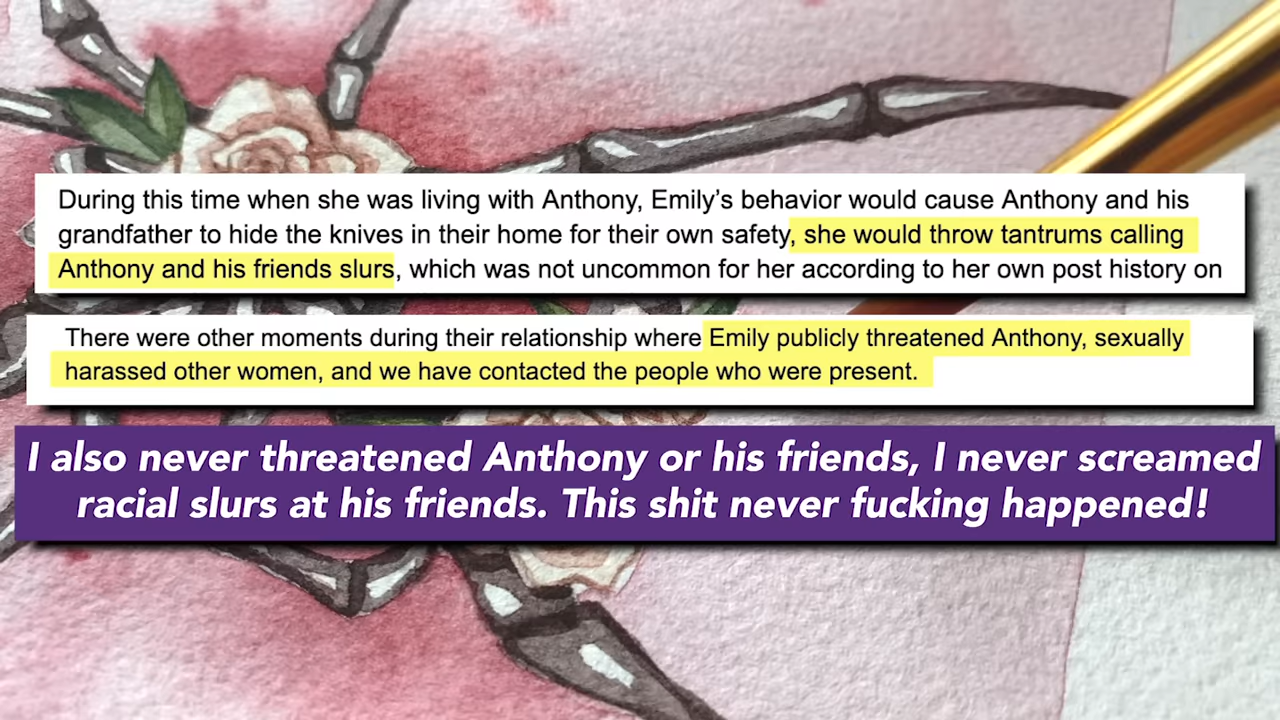 During this time when she was living with Anthony, Emily’s behavior would cause Anthony and his
grandfather to hide the knives in their home for their own safety, she would throw tantrums calling
Anthony and his friends slurs, which was not uncommon for her according to her own post history on
There were other moments during their relationship where Emily publicly threatened Anthony, sexually
harassed other women, and we have contacted the people who were present.
I also never threatened Anthony or his friends, I never screamed
racial slurs at his friends. This shit never fucking happened!